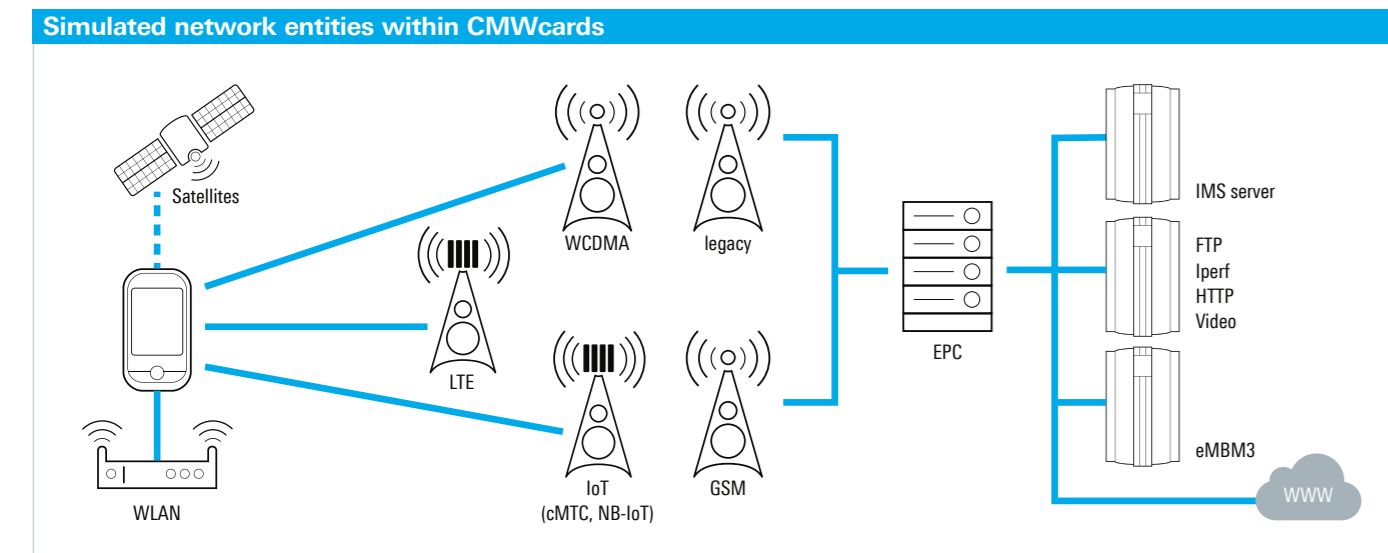 Simulated network entities within CMWcards
Satellites
WCDMA
legacy
IMS server
FTP
Iperf
HTTP
Video
EPC
LTE
eMBM3
IoT
(cMTC, NB-IoT)
GSM
WWW
WLAN